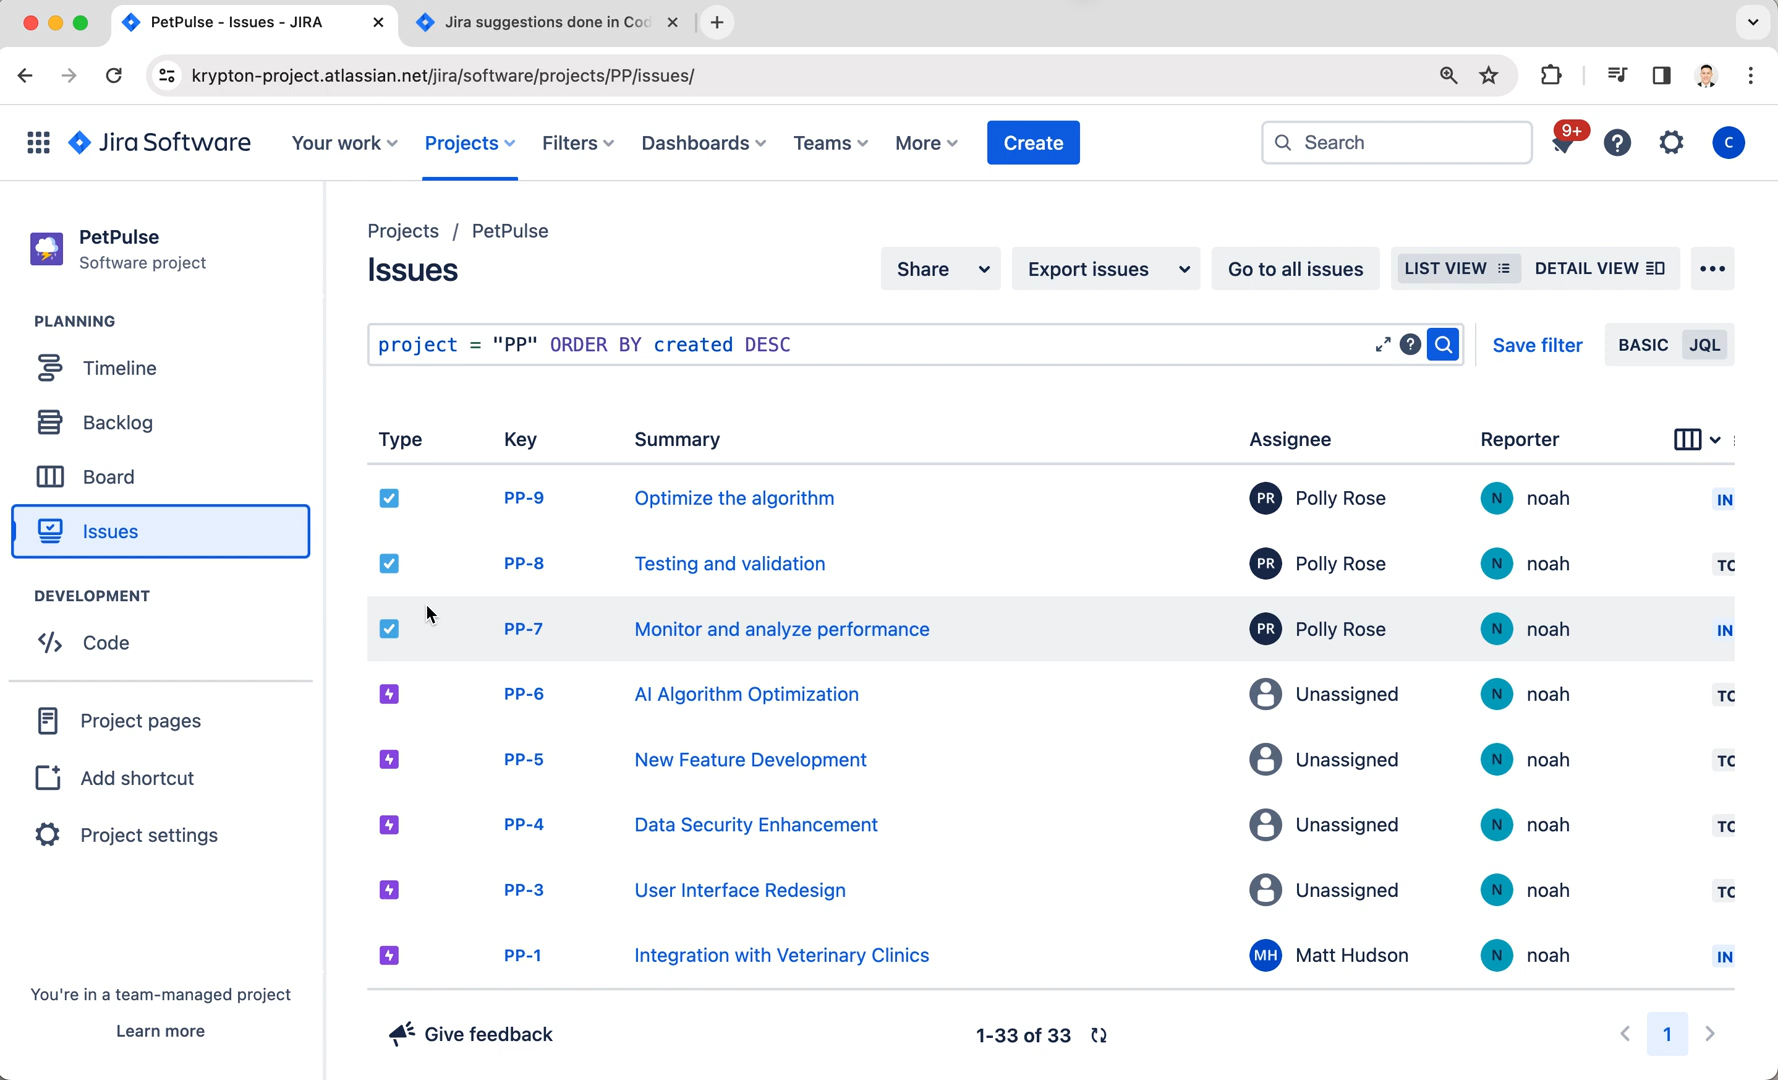 PetPulse - Issues - JIRA
Jira suggestions done in Cod
krypton-project.atlassian.net/jira/software/projects/PP/issues/
Jira Software
Your work
Projects
Filters
Dashboards
Teams
More
Create
Search
9+
C
PetPulse
Software project
PLANNING
Timeline
Backlog
Board
Issues
DEVELOPMENT
Code
Project pages
Add shortcut
Project settings
You're in a team-managed project
Learn more
Projects / PetPulse
Issues
Share
Export issues
Go to all issues
LIST VIEW
DETAIL VIEW
project = "PP" ORDER BY created DESC
Save filter
BASIC
JQL
Type Key Summary Assignee Reporter
PP-9 Optimize the algorithm PR Polly Rose N noah IN
PP-8 Testing and validation PR Polly Rose N noah TO
PP-7 Monitor and analyze performance PR Polly Rose N noah IN
PP-6 AI Algorithm Optimization Unassigned N noah TO
PP-5 New Feature Development Unassigned N noah TO
PP-4 Data Security Enhancement Unassigned N noah TO
PP-3 User Interface Redesign Unassigned N noah TO
PP-1 Integration with Veterinary Clinics MH Matt Hudson N noah IN
Give feedback
1-33 of 33
1